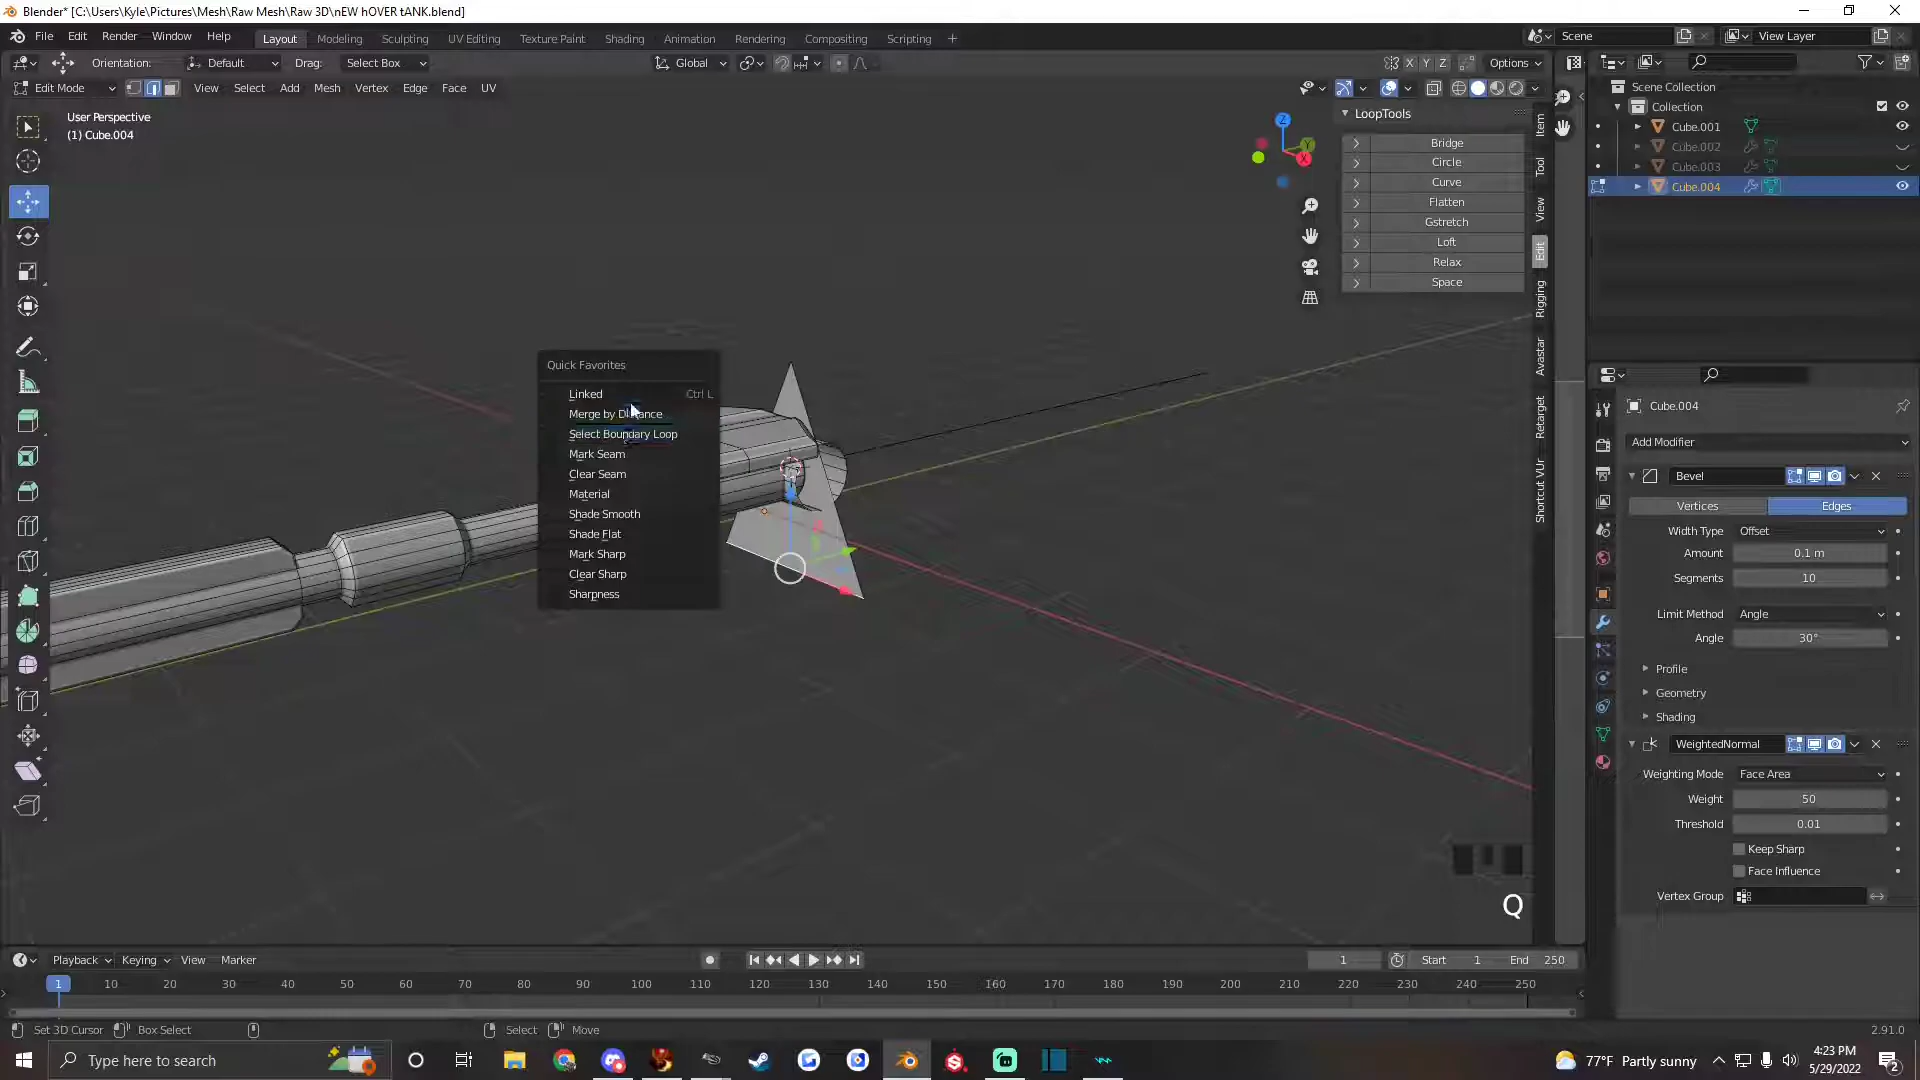 Blender* [C:\Users\Kyle\Pictures\Mesh\Raw Mesh\Raw 3D\nEW hOVER tANK.blend]
File Edit Render Window Help Layout Modeling Sculpting UV Editing Texture Paint Shading Animation Rendering Compositing Scripting Scene View Layer
Orientation: Default Drag: Select Box Global X Y Z Options
Edit Mode View Select Add Mesh Vertex Edge Face UV
User Perspective
(1) Cube.004
Z
Y
X
LoopTools
Bridge
Circle
Curve
Flatten
Gstretch
Loft
Relax
Space
Item
Tool
View
Edit
Rigging
Avastar
Retarget
Shortcut VUr
Scene Collection
Collection
Cube.001
Cube.002
Cube.003
Cube.004
Quick Favorites
Linked Ctrl L
Merge by Distance
Select Boundary Loop
Mark Seam
Clear Seam
Material
Shade Smooth
Shade Flat
Mark Sharp
Clear Sharp
Sharpness
Cube.004
Add Modifier
Bevel
Vertices Edges
Width Type Offset
Amount 0.1 m
Segments 10
Limit Method Angle
Angle 30°
Profile
Geometry
Shading
WeightedNormal
Weighting Mode Face Area
Weight 50
Threshold 0.01
Keep Sharp
Face Influence
Vertex Group
Q
Playback Keying View Marker 1 Start 1 End 250
1 10 20 30 40 50 60 70 80 90 100 110 120 130 140 150 160 170 180 190 200 210 220 230 240 250
Set 3D Cursor Box Select Select Move 2.91.0
Type here to search 77°F Partly sunny 4:23 PM
5/29/2022
2